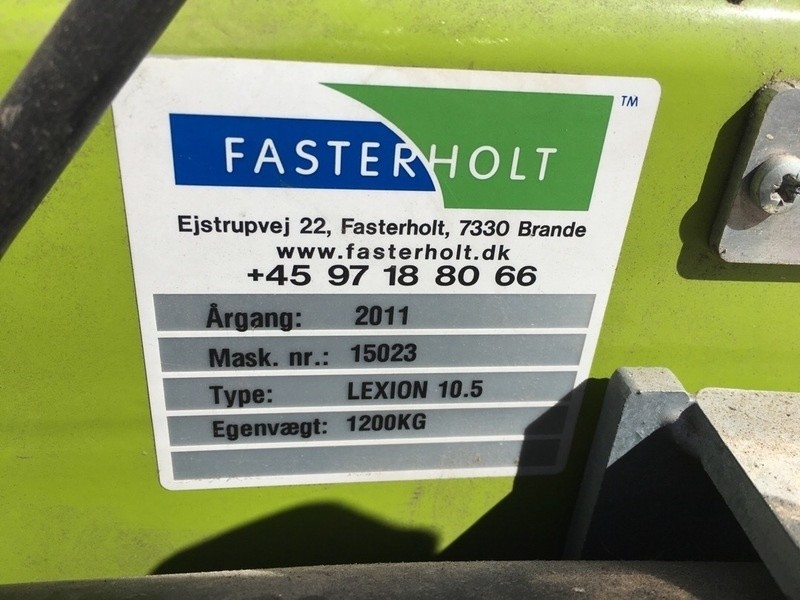 FASTERHOLT TM
Ejstrupvej 22, Fasterholt, 7330 Brande
www.fasterholt.dk
+45 97 18 80 66
Årgang: 2011
Mask. nr.: 15023
Type: LEXION 10.5
Egenvægt: 1200KG